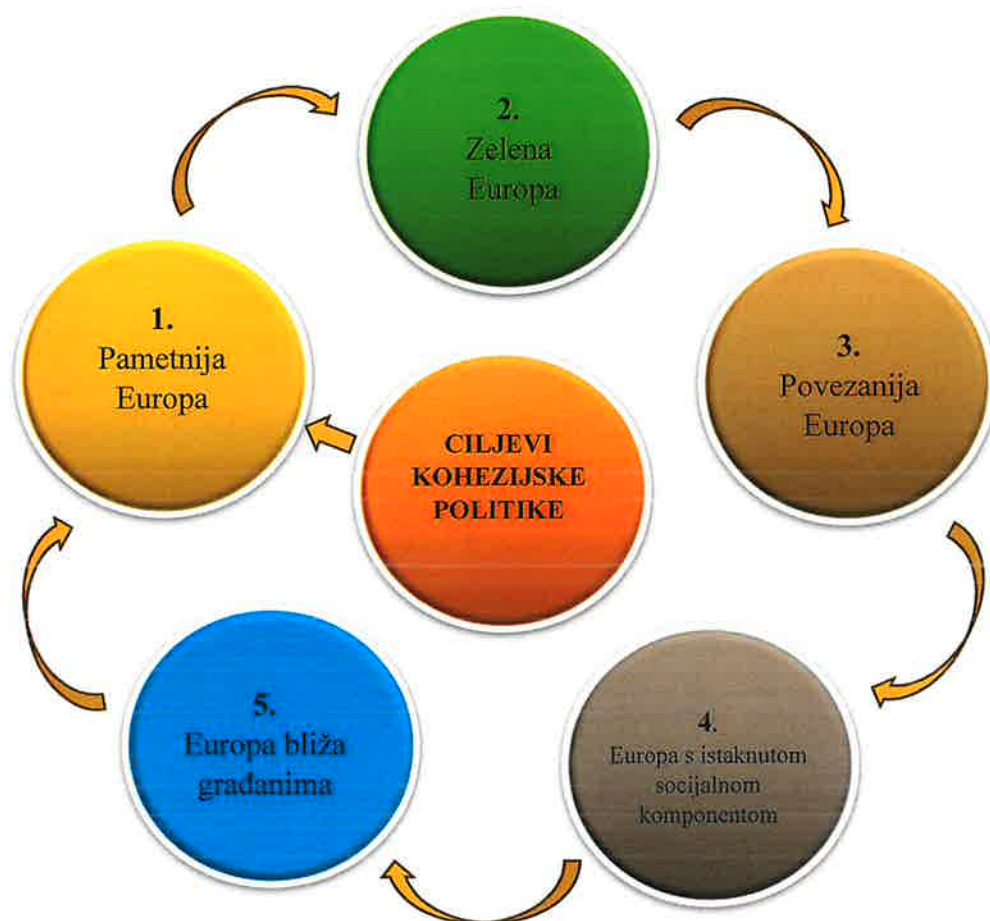 2.
Zelena
Europa
1.
Pametnija
Europa
3.
Povezanija
Europa
CILJEVI
KOHEZIJSKE
POLITIKE
5.
Europa bliža
građanima
4.
Europa s istaknutom
socijalnom
komponentom